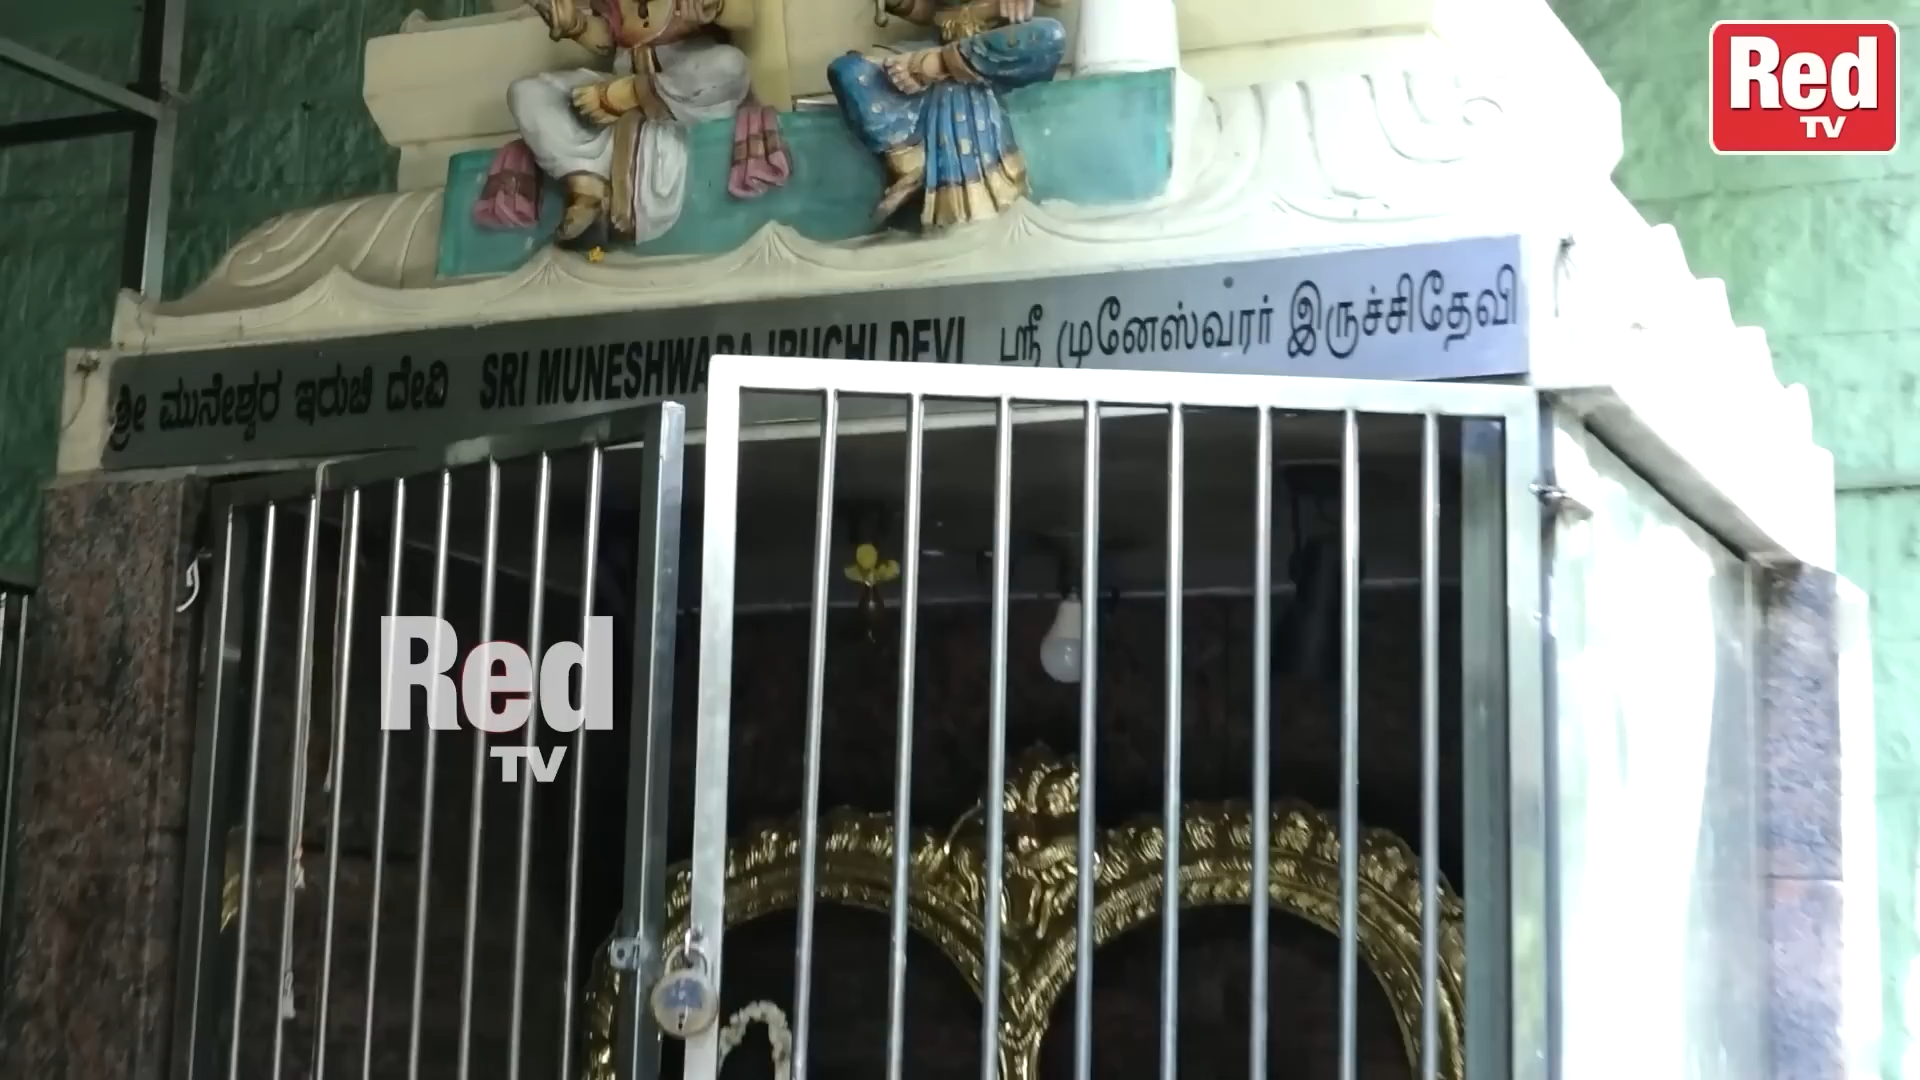 ಶ್ರೀ ಮುನೇಶ್ವರ ಇರುಚಿ ದೇವಿ SRI MUNESHWARA IRUCHI DEVI ஸ்ரீ முனேஸ்வரர் இருச்சிதேவி
Red
TV
Red
TV